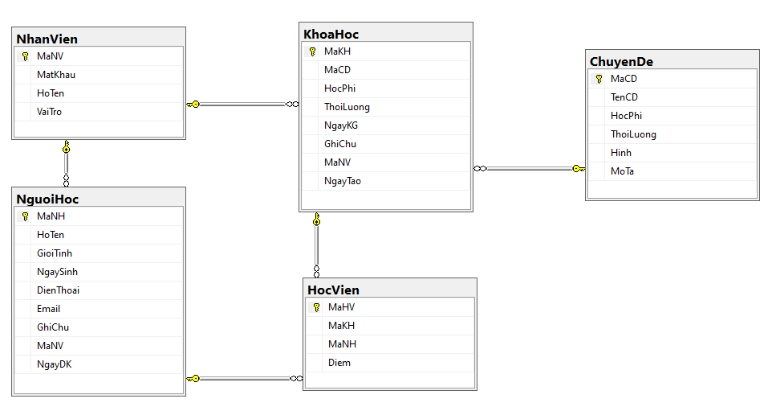 NhanVien
MaNV
MatKhau
HoTen
VaiTro
KhoaHoc
MaKH
MaCD
HocPhi
ThoiLuong
NgayKG
GhiChu
MaNV
NgayTao
ChuyenDe
MaCD
TenCD
HocPhi
ThoiLuong
Hinh
MoTa
NguoiHoc
MaNH
HoTen
GioiTinh
NgaySinh
DienThoai
Email
GhiChu
MaNV
NgayDK
HocVien
MaHV
MaKH
MaNH
Diem